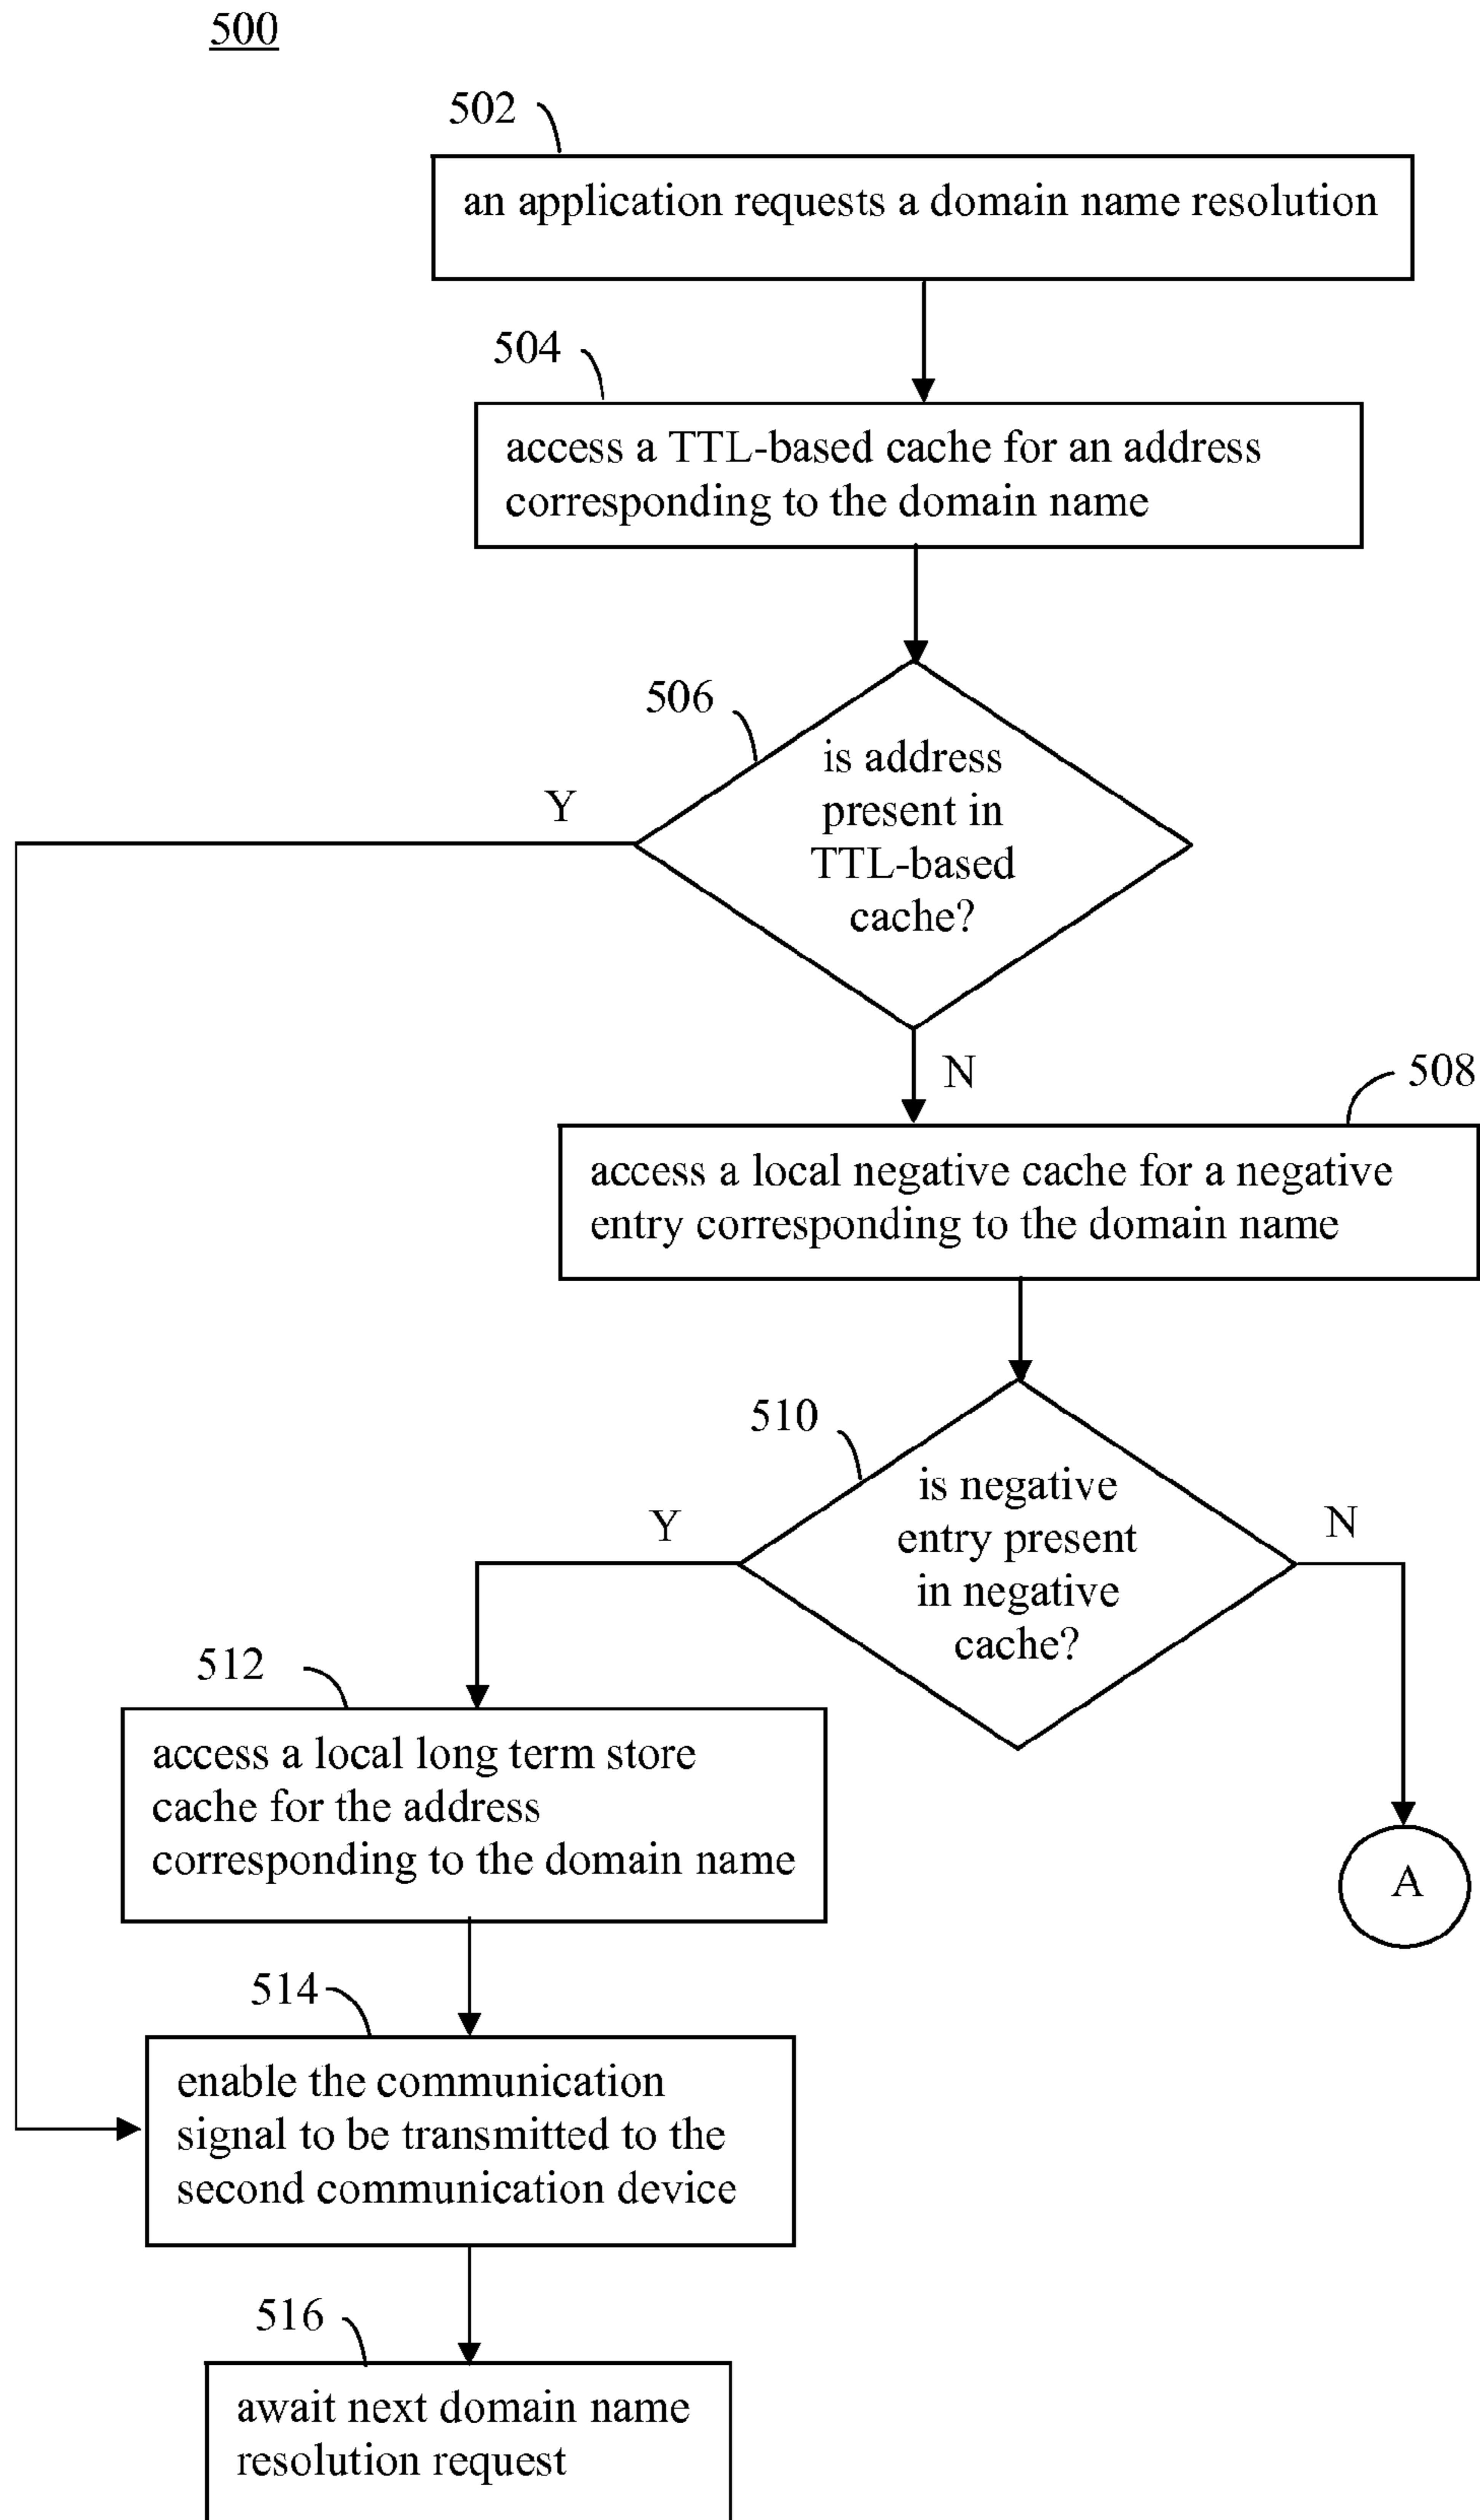 500
502
an application requests a domain name resolution
504
access a TTL-based cache for an address
corresponding to the domain name
506
is address
present in
TTL-based
cache?
Y
N
508
access a local negative cache for a negative
entry corresponding to the domain name
510
is negative
entry present
in negative
cache?
Y
N
512
access a local long term store
cache for the address
corresponding to the domain name
A
514
enable the communication
signal to be transmitted to the
second communication device
516
await next domain name
resolution request